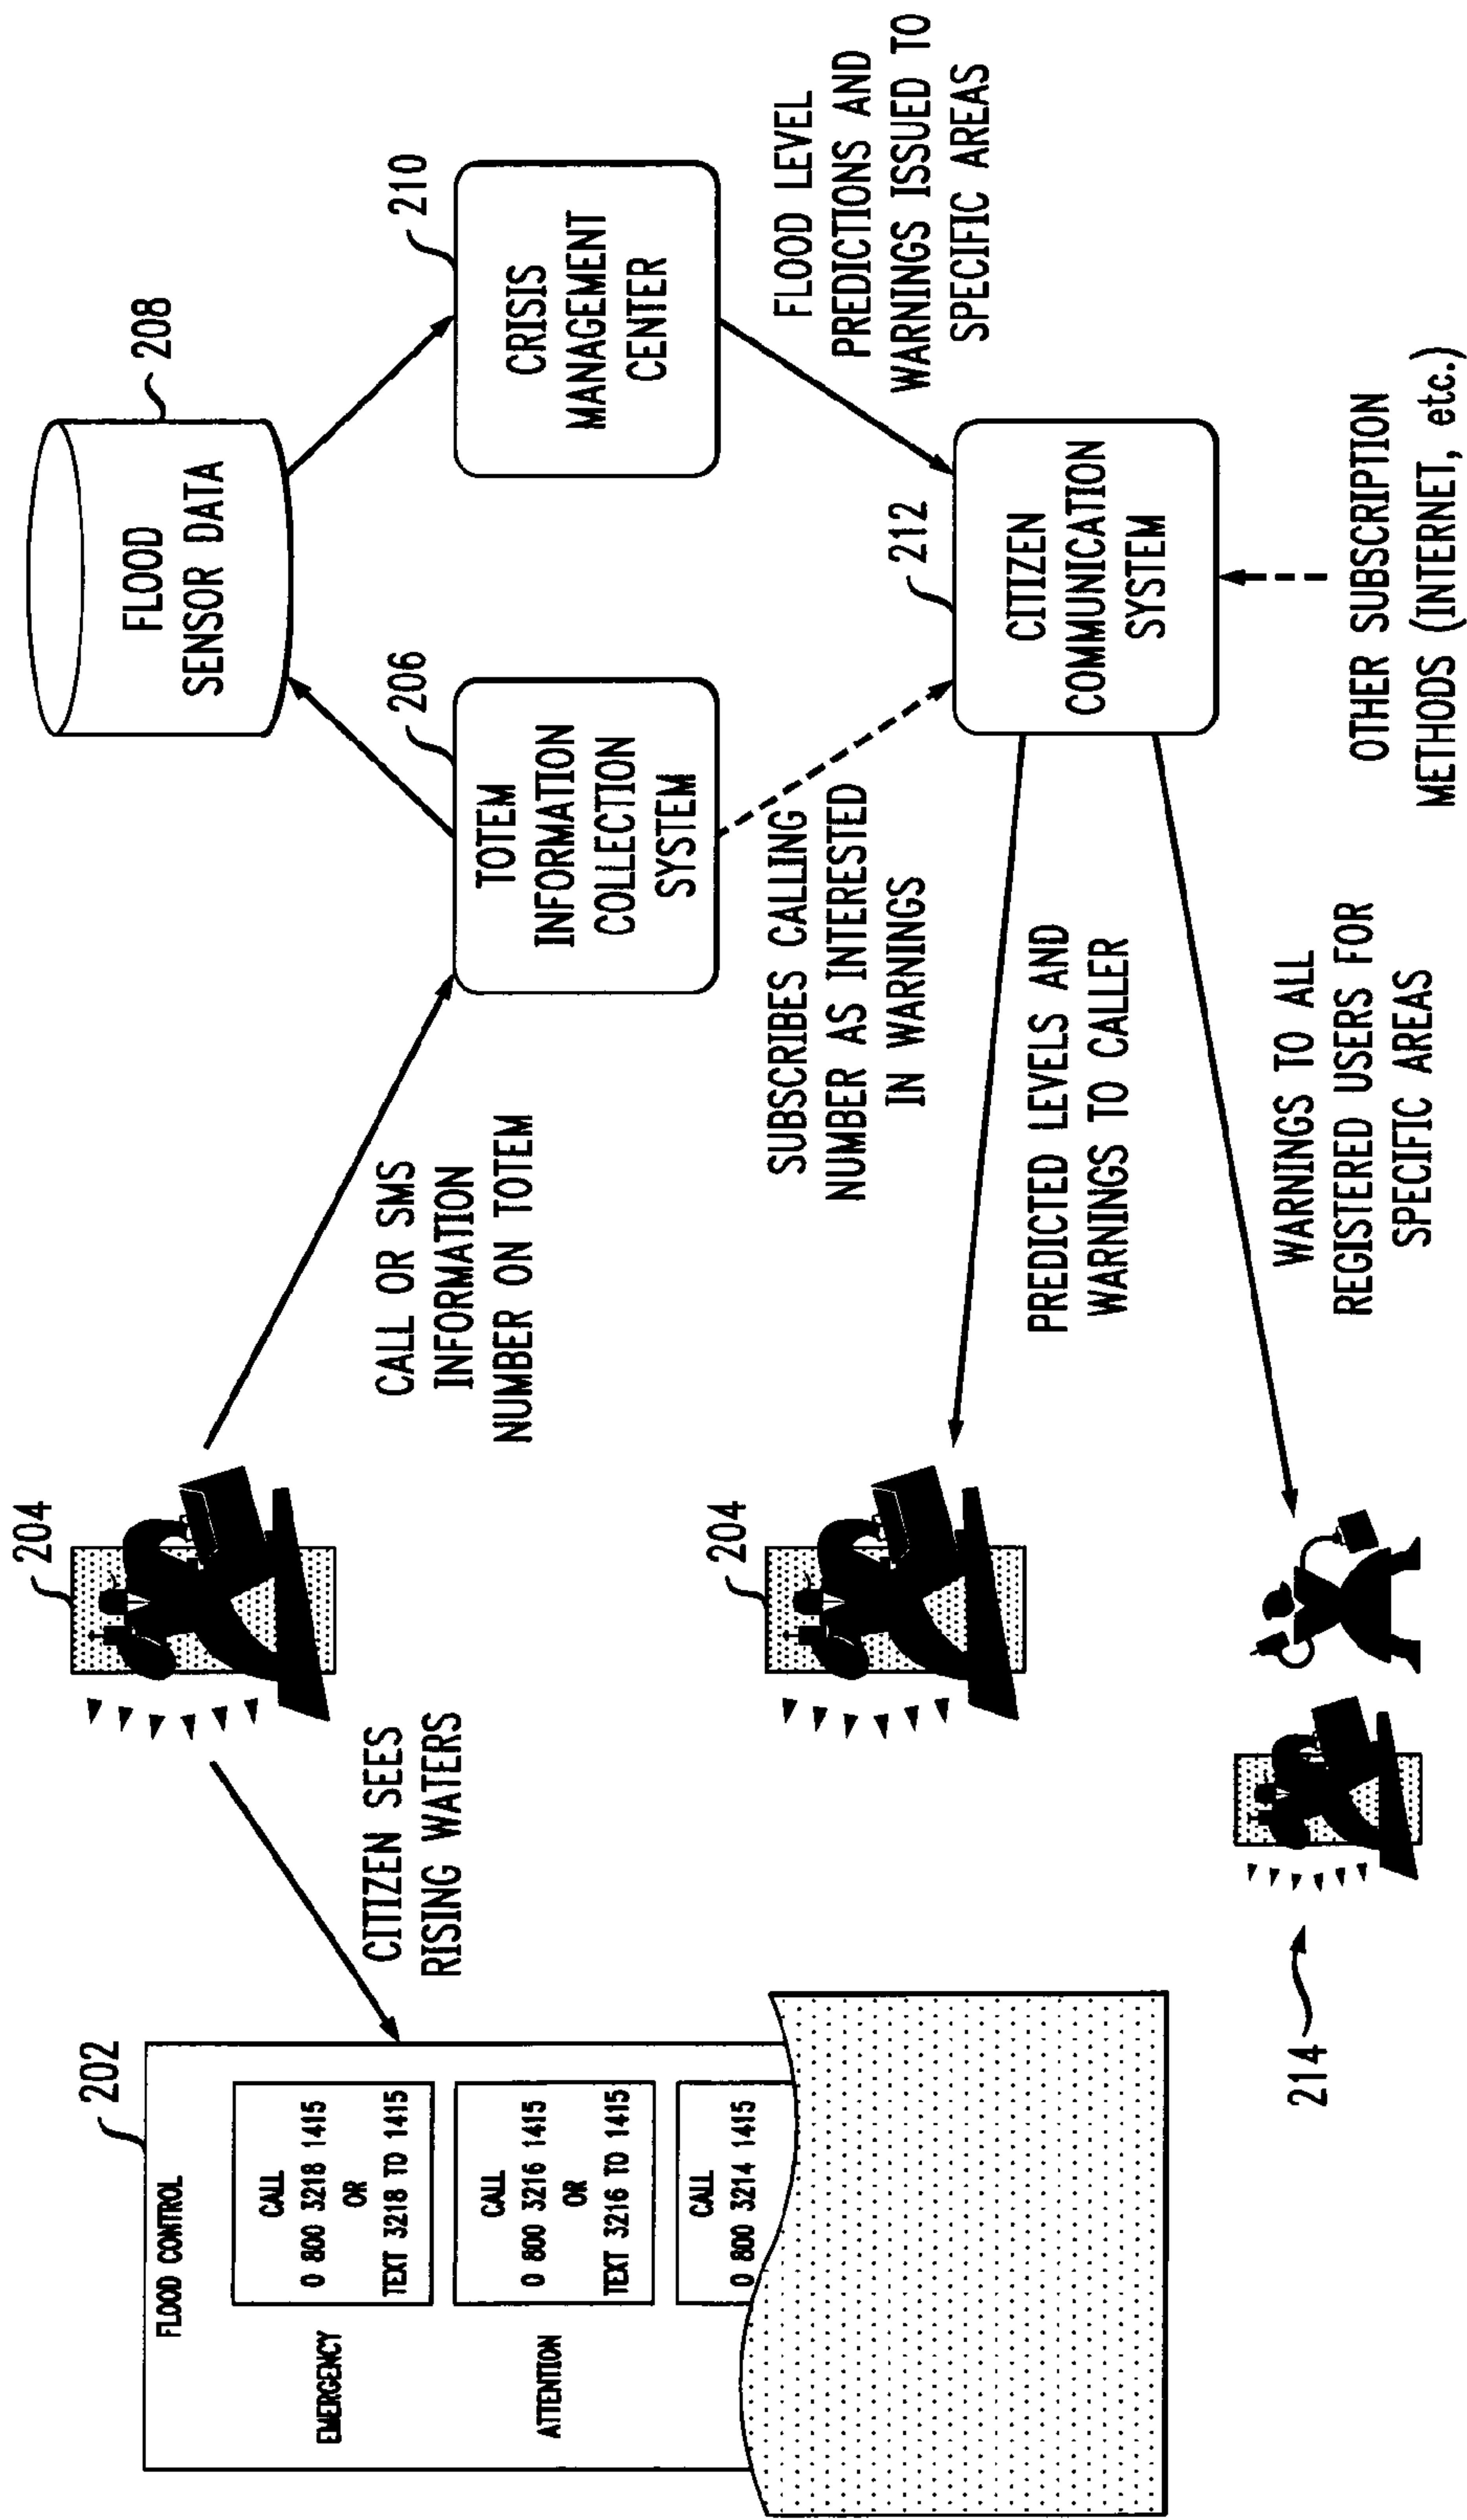 202
FLOOD CONTROL
EMERGENCY
CALL
0 800 3218 1415
OR
TEXT 3218 TO 1415
ATTENTION
CALL
0 800 3216 1415
OR
TEXT 3216 TO 1415
CALL
0 800 3214 1415
CITIZEN SEES
RISING WATERS
204
CALL OR SMS
INFORMATION
NUMBER ON TOTEM
206
TOTEM
INFORMATION
COLLECTION
SYSTEM
208
FLOOD
SENSOR DATA
210
CRISIS
MANAGEMENT
CENTER
FLOOD LEVEL
PREDICTIONS AND
WARNINGS ISSUED TO
SPECIFIC AREAS
SUBSCRIBES CALLING
NUMBER AS INTERESTED
IN WARNINGS
212
CITIZEN
COMMUNICATION
SYSTEM
OTHER SUBSCRIPTION
METHODS (INTERNET, etc.)
204
PREDICTED LEVELS AND
WARNINGS TO CALLER
WARNINGS TO ALL
REGISTERED USERS FOR
SPECIFIC AREAS
214